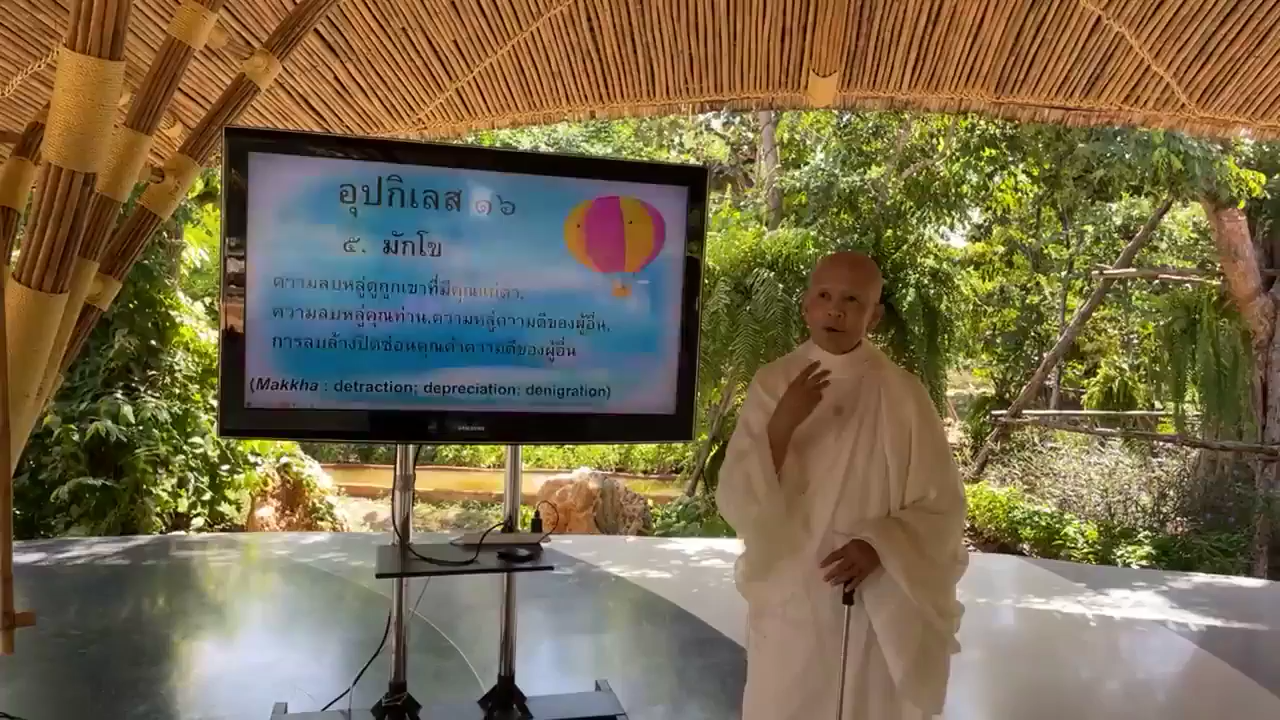 อุปกิเลส ๑๖
๕. มักโข
ความลบหลู่ดูถูกเขาที่มีคุณแก่ตา,
ความลบหลู่คุณท่าน,ความหลู่ความดีของผู้อื่น,
การลบล้างปิดซ่อนคุณค่าความดีของผู้อื่น
(Makkha : detraction; depreciation; denigration)
SAMSUNG